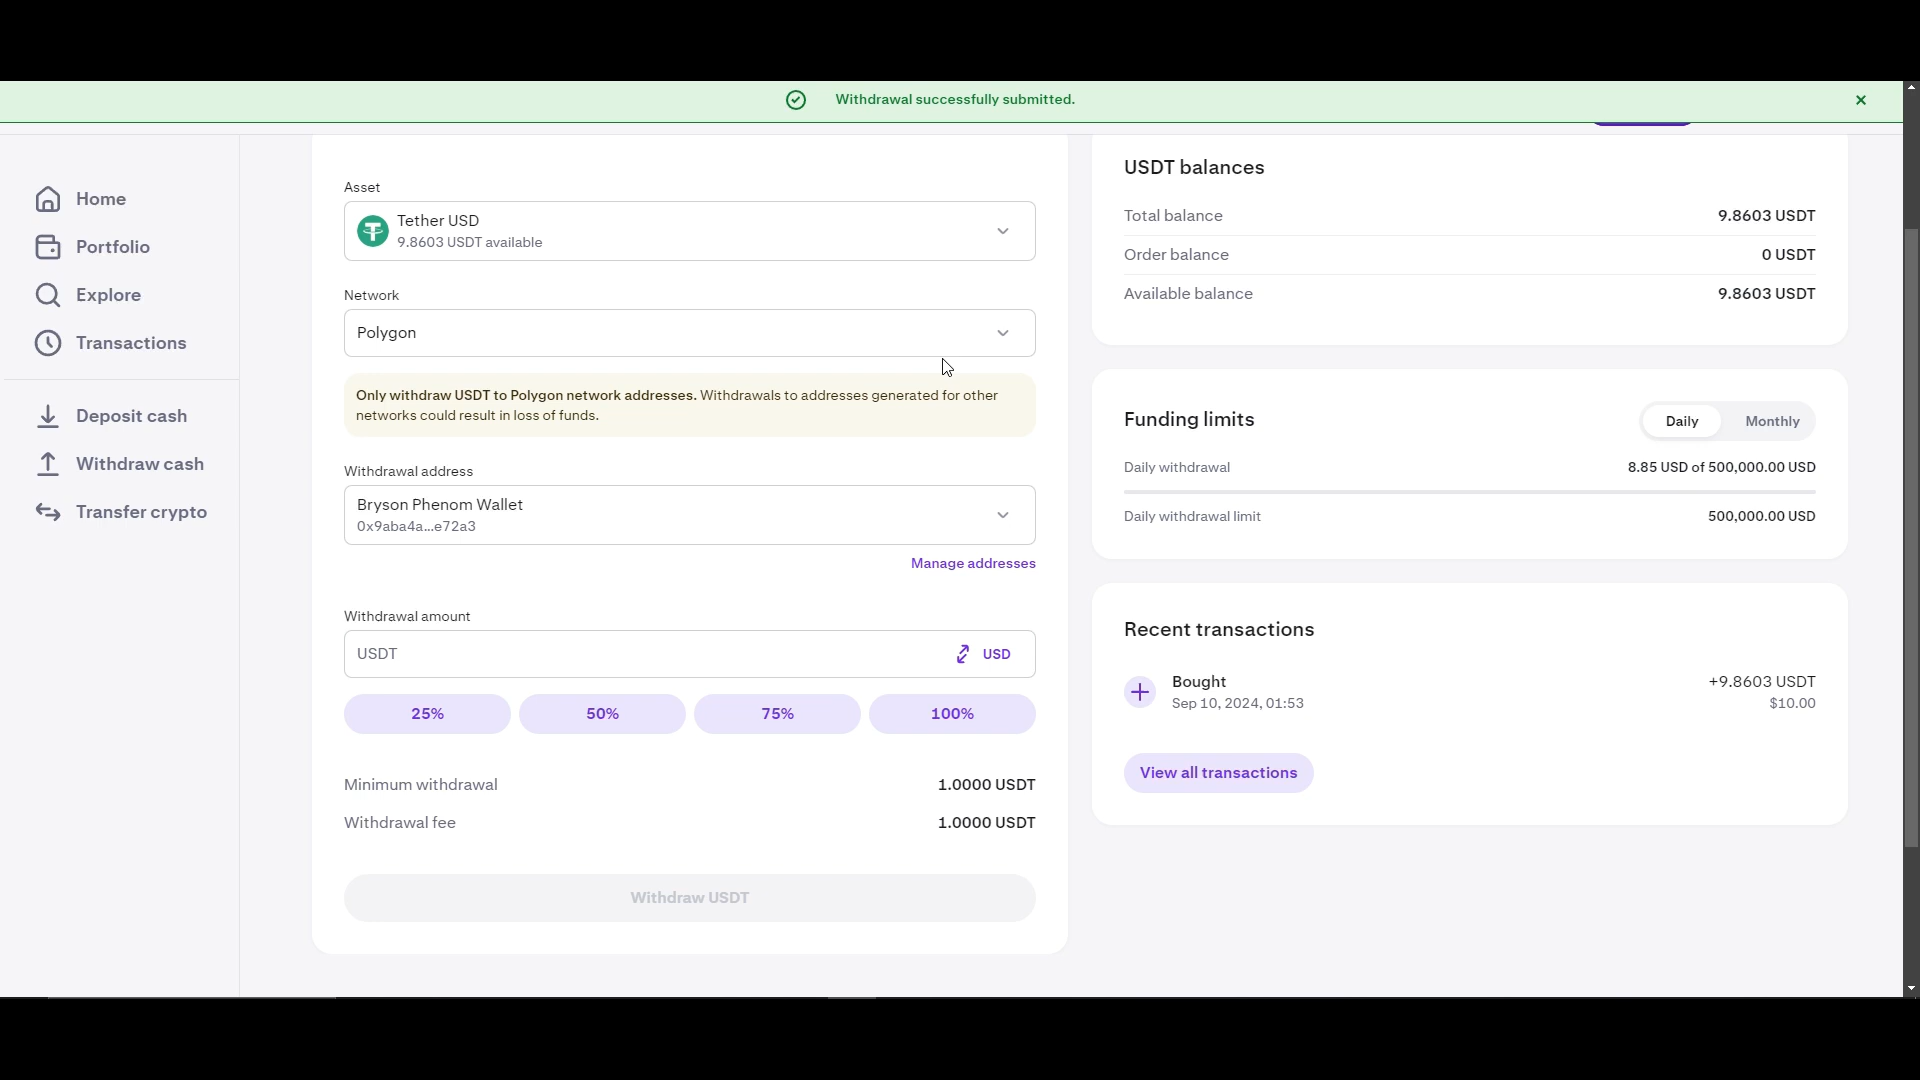 Withdrawal successfully submitted.
Home
Portfolio
Explore
Transactions
Deposit cash
Withdraw cash
Transfer crypto
Asset
Tether USD
9.8603 USDT available
Network
Polygon
Only withdraw USDT to Polygon network addresses. Withdrawals to addresses generated for other
networks could result in loss of funds.
Withdrawal address
Bryson Phenom Wallet
0x9aba4a...e72a3
Manage addresses
Withdrawal amount
USDT USD
25% 50% 75% 100%
Minimum withdrawal 1.0000 USDT
Withdrawal fee 1.0000 USDT
Withdraw USDT
USDT balances
Total balance 9.8603 USDT
Order balance 0 USDT
Available balance 9.8603 USDT
Funding limits Daily Monthly
Daily withdrawal 8.85 USD of 500,000.00 USD
Daily withdrawal limit 500,000.00 USD
Recent transactions
Bought +9.8603 USDT
Sep 10, 2024, 01:53 $10.00
View all transactions